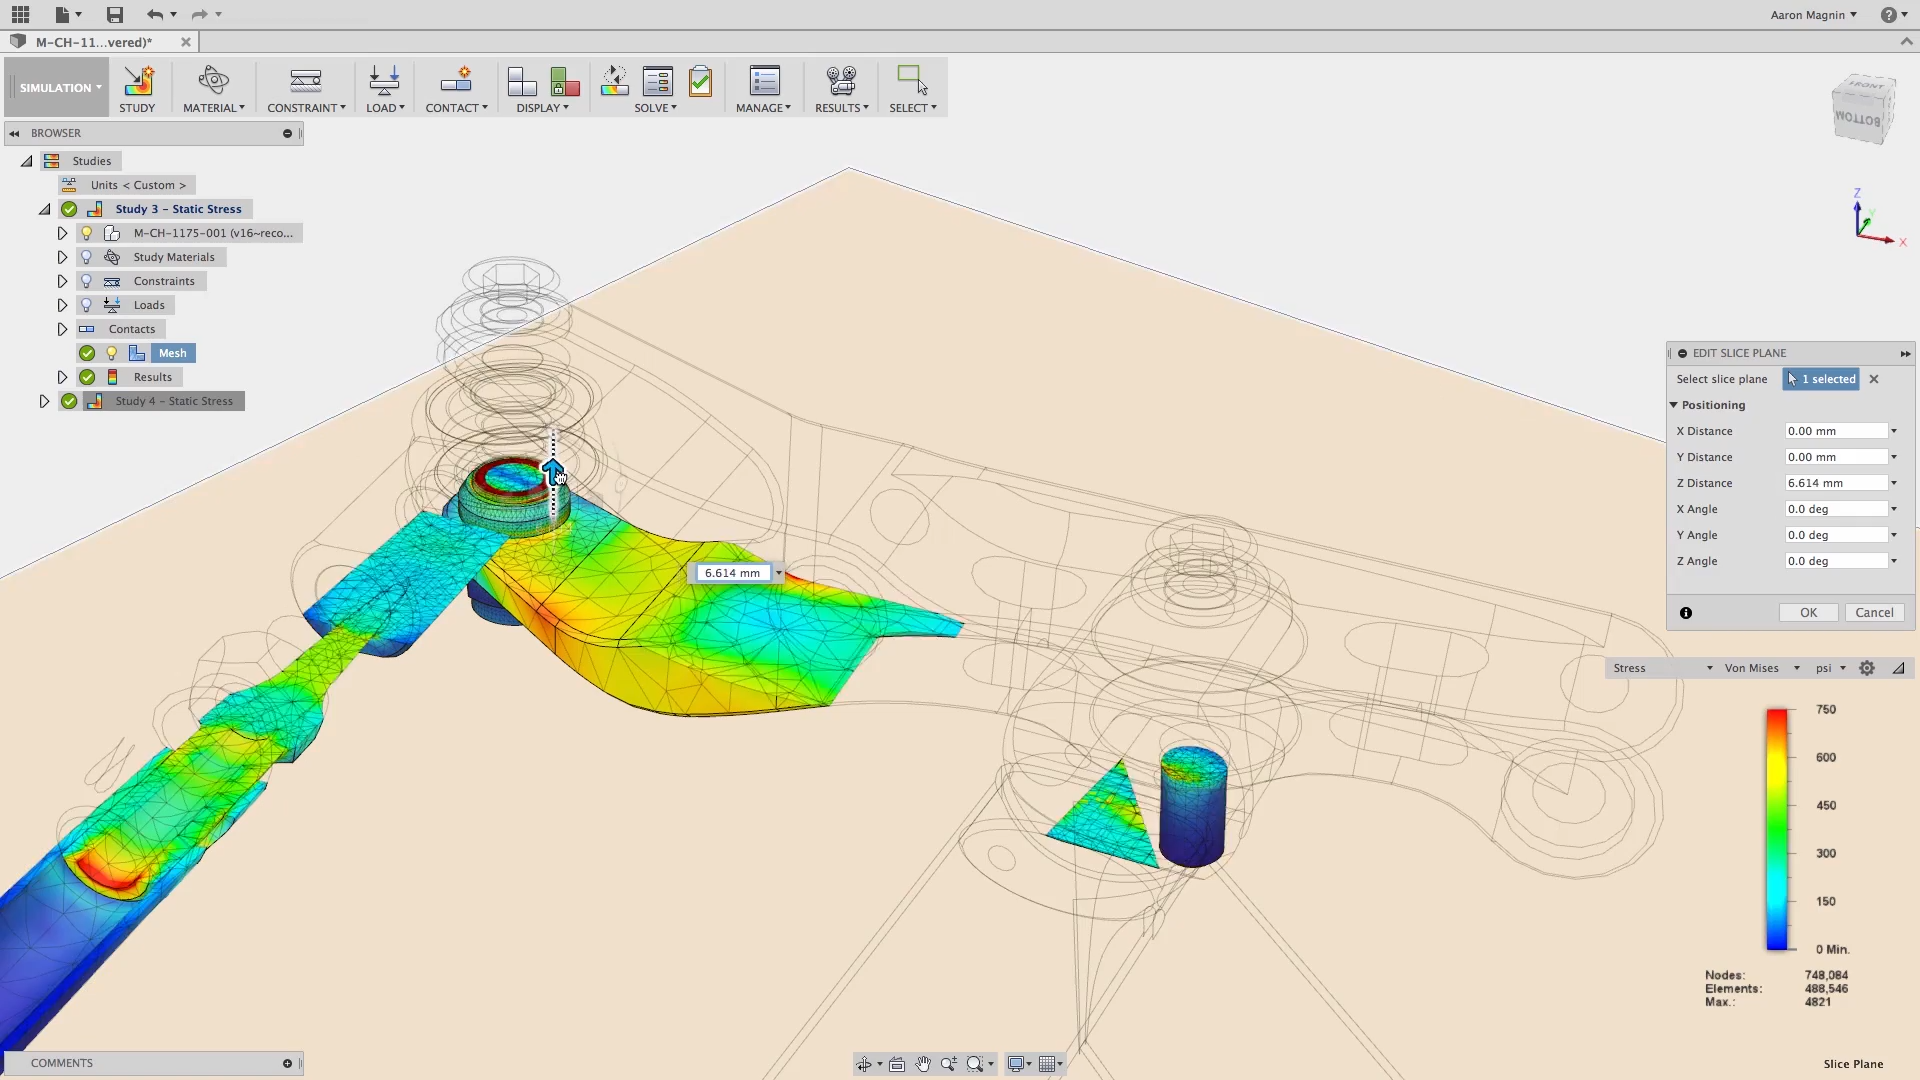 Aaron Magnin
M-CH-11...vered)*
SIMULATION
STUDY
MATERIAL
CONSTRAINT
LOAD
CONTACT
DISPLAY
SOLVE
MANAGE
RESULTS
SELECT
FRONT
BOTTOM
BROWSER
Studies
Units < Custom >
Study 3 - Static Stress
M-CH-1175-001 (v16~reco...
Study Materials
Constraints
Loads
Contacts
Mesh
Results
Study 4 - Static Stress
Z
Y
X
6.614 mm
EDIT SLICE PLANE
Select slice plane 1 selected
Positioning
X Distance 0.00 mm
Y Distance 0.00 mm
Z Distance 6.614 mm
X Angle 0.0 deg
Y Angle 0.0 deg
Z Angle 0.0 deg
OK Cancel
Stress Von Mises psi
750
600
450
300
150
0 Min.
Nodes: 748,084
Elements: 488,546
Max.: 4821
COMMENTS
Slice Plane